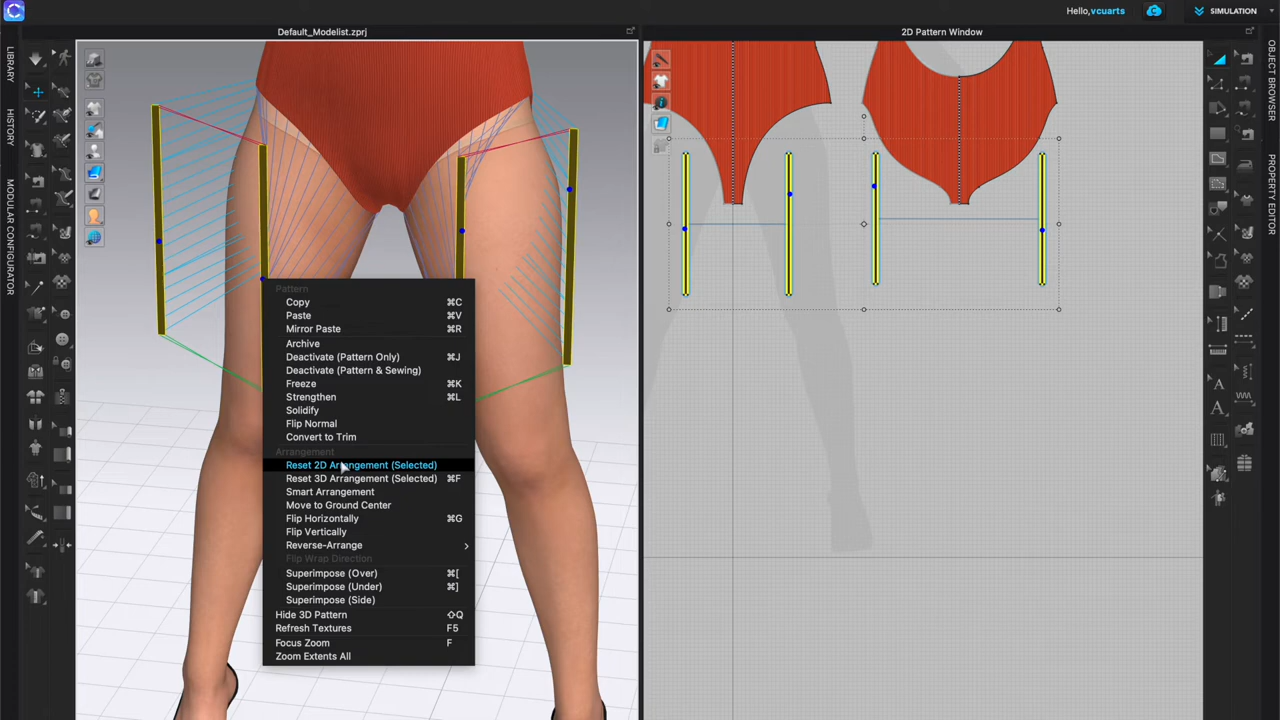 Hello,vcuarts
SIMULATION
Default_Modelist.zprj
2D Pattern Window
LIBRARY
HISTORY
MODULAR CONFIGURATOR
OBJECT BROWSER
PROPERTY EDITOR
Pattern
Copy ⌘C
Paste ⌘V
Mirror Paste ⌘R
Archive
Deactivate (Pattern Only) ⌘J
Deactivate (Pattern & Sewing)
Freeze ⌘K
Strengthen ⌘L
Solidify
Flip Normal
Convert to Trim
Arrangement
Reset 2D Arrangement (Selected)
Reset 3D Arrangement (Selected) ⌘F
Smart Arrangement
Move to Ground Center
Flip Horizontally ⌘G
Flip Vertically
Reverse-Arrange
Flip Wrap Direction
Superimpose (Over) ⌘[
Superimpose (Under) ⌘]
Superimpose (Side)
Hide 3D Pattern ⇧Q
Refresh Textures F5
Focus Zoom F
Zoom Extents All